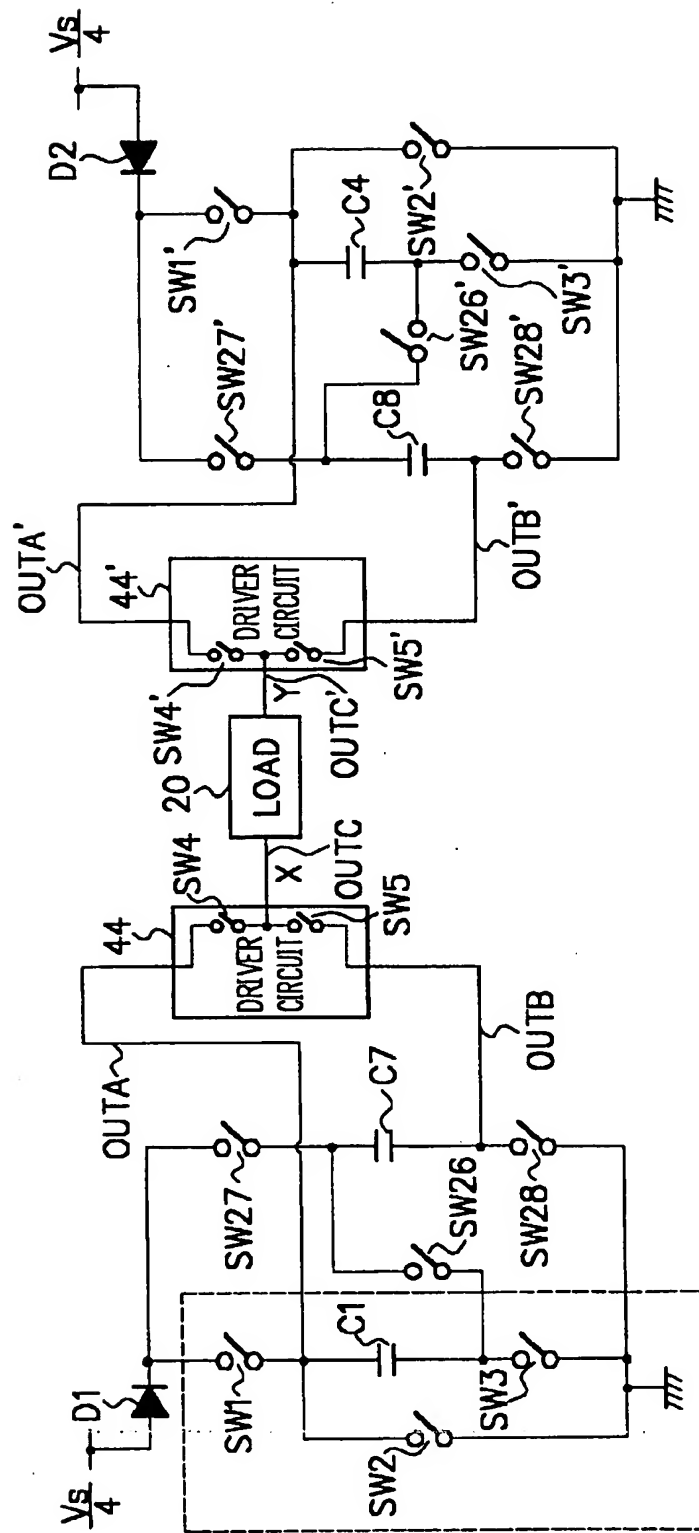 Vs
4
D1
SW1
C1
SW2
SW3
SW27
C7
SW26
SW28
OUTA
OUTB
44
DRIVER
CIRCUIT
SW4
SW5
X
OUTC
20
LOAD
Y
OUTC'
44'
DRIVER
CIRCUIT
SW4'
SW5'
OUTA'
OUTB'
SW27'
C8
SW26'
SW28'
SW1'
C4
SW2'
SW3'
D2
Vs
4